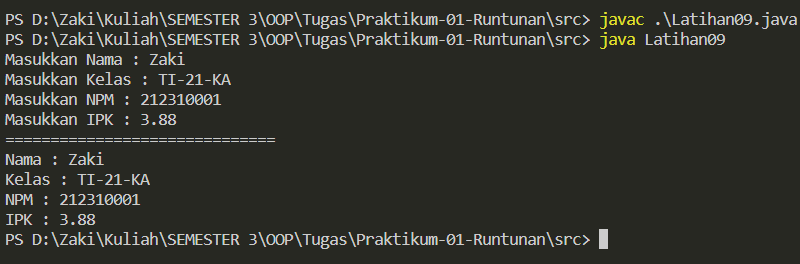 PS D:\Zaki\Kuliah\SEMESTER 3\OOP\Tugas\Praktikum-01-Runtunan\src> javac .\Latihan09.java
PS D:\Zaki\Kuliah\SEMESTER 3\OOP\Tugas\Praktikum-01-Runtunan\src> java Latihan09
Masukkan Nama : Zaki
Masukkan Kelas : TI-21-KA
Masukkan NPM : 212310001
Masukkan IPK : 3.88
==============================
Nama : Zaki
Kelas : TI-21-KA
NPM : 212310001
IPK : 3.88
PS D:\Zaki\Kuliah\SEMESTER 3\OOP\Tugas\Praktikum-01-Runtunan\src>